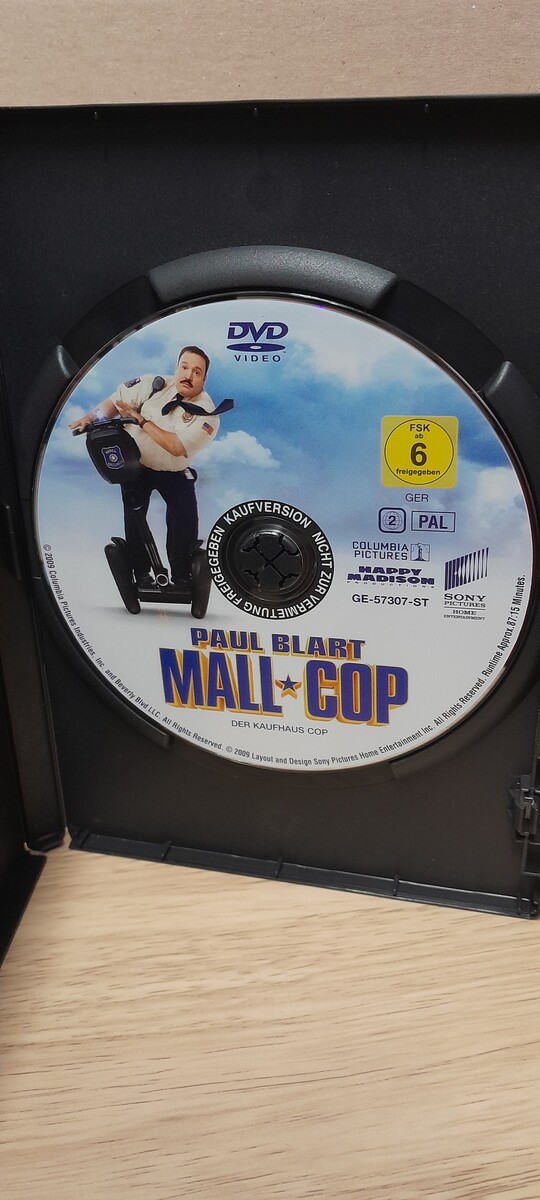 DVD
VIDEO
FSK
ab
6
freigegeben
GER
2 PAL
KAUFVERSION NICHT ZUR VERMIETUNG FREIGEGEBEN
COLUMBIA
PICTURES
HAPPY
MADISON
PRODUCTIONS
SONY
PICTURES
HOME
ENTERTAINMENT
GE-57307-ST
PAUL BLART
MALL COP
DER KAUFHAUS COP
© 2009 Columbia Pictures Industries, Inc. and Beverly Blvd LLC. All Rights Reserved. © 2009 Layout and Design Sony Pictures Home Entertainment Inc. All Rights Reserved. Runtime Approx. 87:15 Minutes.